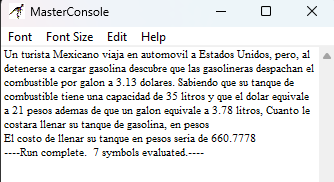 MasterConsole
Font Font Size Edit Help
Un turista Mexicano viaja en automovil a Estados Unidos, pero, al
detenerse a cargar gasolina descubre que las gasolineras despachan el
combustible por galon a 3.13 dolares. Sabiendo que su tanque de
combustible tiene una capacidad de 35 litros y que el dolar equivale
a 21 pesos ademas de que un galon equivale a 3.78 litros, Cuanto le
costara llenar su tanque de gasolina, en pesos
El costo de llenar su tanque en pesos seria de 660.7778
----Run complete.  7 symbols evaluated.----